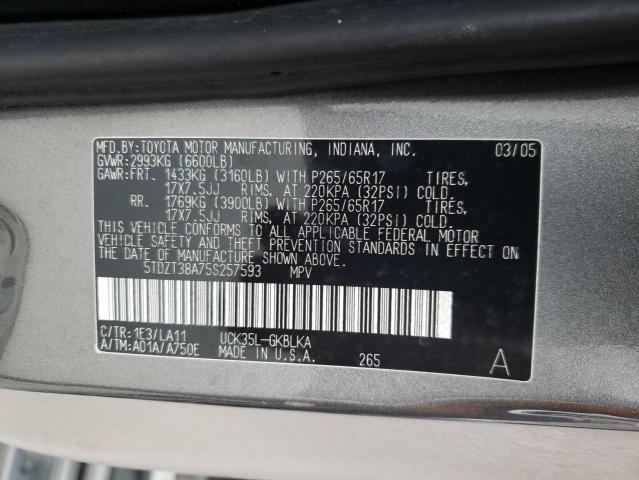 MFD.BY:TOYOTA MOTOR MANUFACTURING, INDIANA, INC. 03/05
GVWR:2993KG (6600LB)
GAWR:FRT. 1433KG (3160LB) WITH P265/65R17 TIRES,
17X7.5JJ RIMS, AT 220KPA (32PSI) COLD.
RR. 1769KG (3900LB) WITH P265/65R17 TIRES,
17X7.5JJ RIMS, AT 220KPA (32PSI) COLD.
THIS VEHICLE CONFORMS TO ALL APPLICABLE FEDERAL MOTOR
VEHICLE SAFETY AND THEFT PREVENTION STANDARDS IN EFFECT ON
THE DATE OF MANUFACTURE SHOWN ABOVE.
5TDZT38A75S257593 MPV
C/TR:1E3/LA11 UCK35L-GKBLKA
A/TM:A01A/A750E MADE IN U.S.A. 265 A